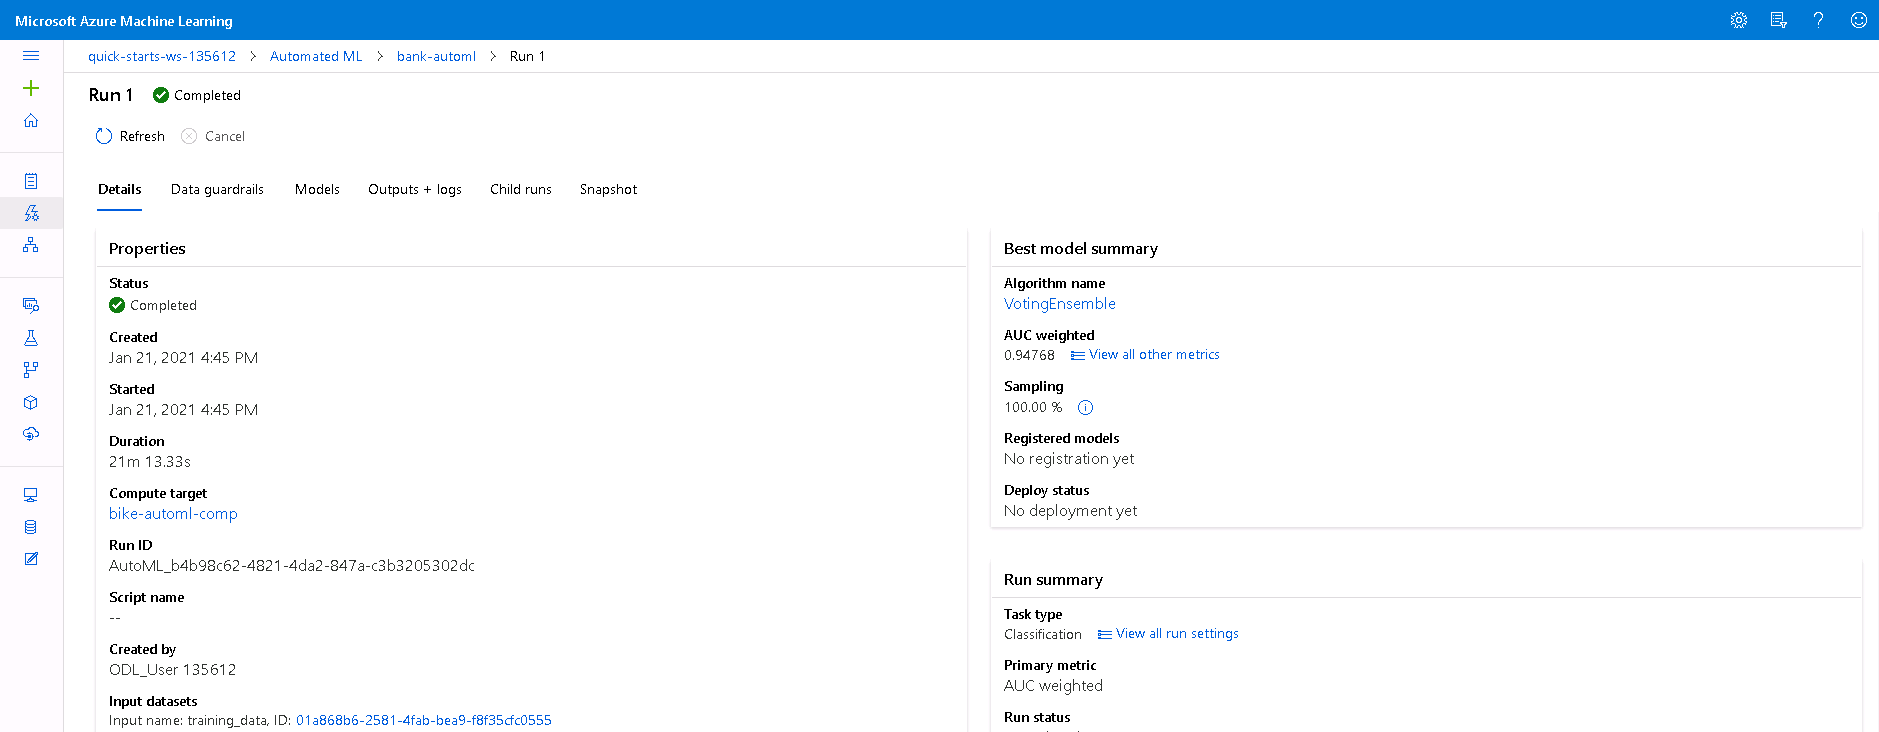 Microsoft Azure Machine Learning
quick-starts-ws-135612 > Automated ML > bank-automl > Run 1
Run 1 Completed
Refresh Cancel
Details Data guardrails Models Outputs + logs Child runs Snapshot
Properties
Status
Completed
Created
Jan 21, 2021 4:45 PM
Started
Jan 21, 2021 4:45 PM
Duration
21m 13.33s
Compute target
bike-automl-comp
Run ID
AutoML_b4b98c62-4821-4da2-847a-c3b3205302dc
Script name
--
Created by
ODL_User 135612
Input datasets
Input name: training_data, ID: 01a868b6-2581-4fab-bea9-f8f35cfc0555
Best model summary
Algorithm name
VotingEnsemble
AUC weighted
0.94768 View all other metrics
Sampling
100.00 %
Registered models
No registration yet
Deploy status
No deployment yet
Run summary
Task type
Classification View all run settings
Primary metric
AUC weighted
Run status